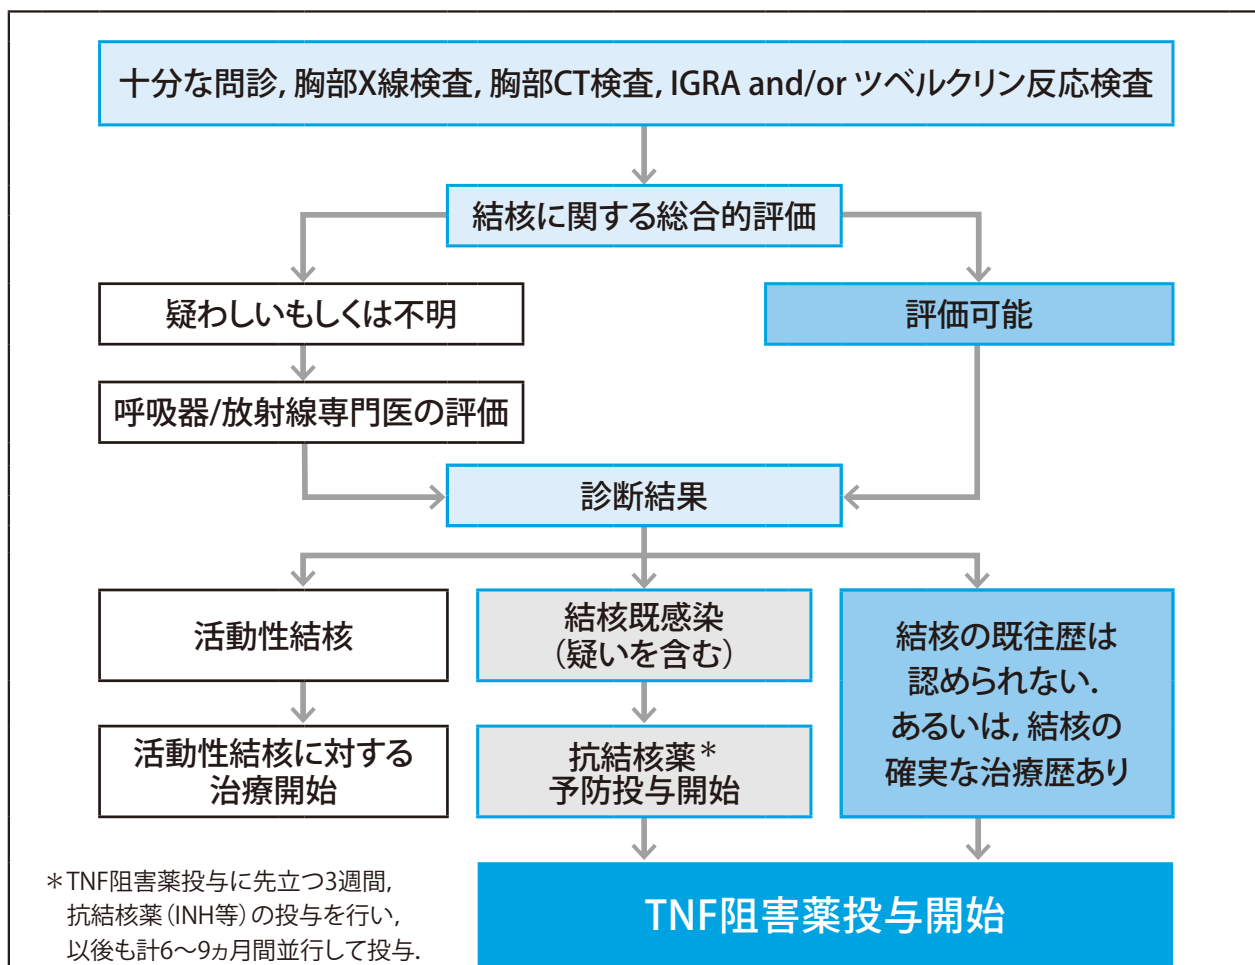 十分な問診, 胸部X線検査, 胸部CT検査, IGRA and/or ツベルクリン反応検査
結核に関する総合的評価
疑わしいもしくは不明
評価可能
呼吸器/放射線専門医の評価
診断結果
活動性結核
結核既感染
（疑いを含む）
結核の既往歴は
認められない.
あるいは, 結核の
確実な治療歴あり
活動性結核に対する
治療開始
抗結核薬＊
予防投与開始
TNF阻害薬投与開始
＊TNF阻害薬投与に先立つ3週間,
抗結核薬（INH等）の投与を行い,
以後も計6〜9ヵ月間並行して投与.